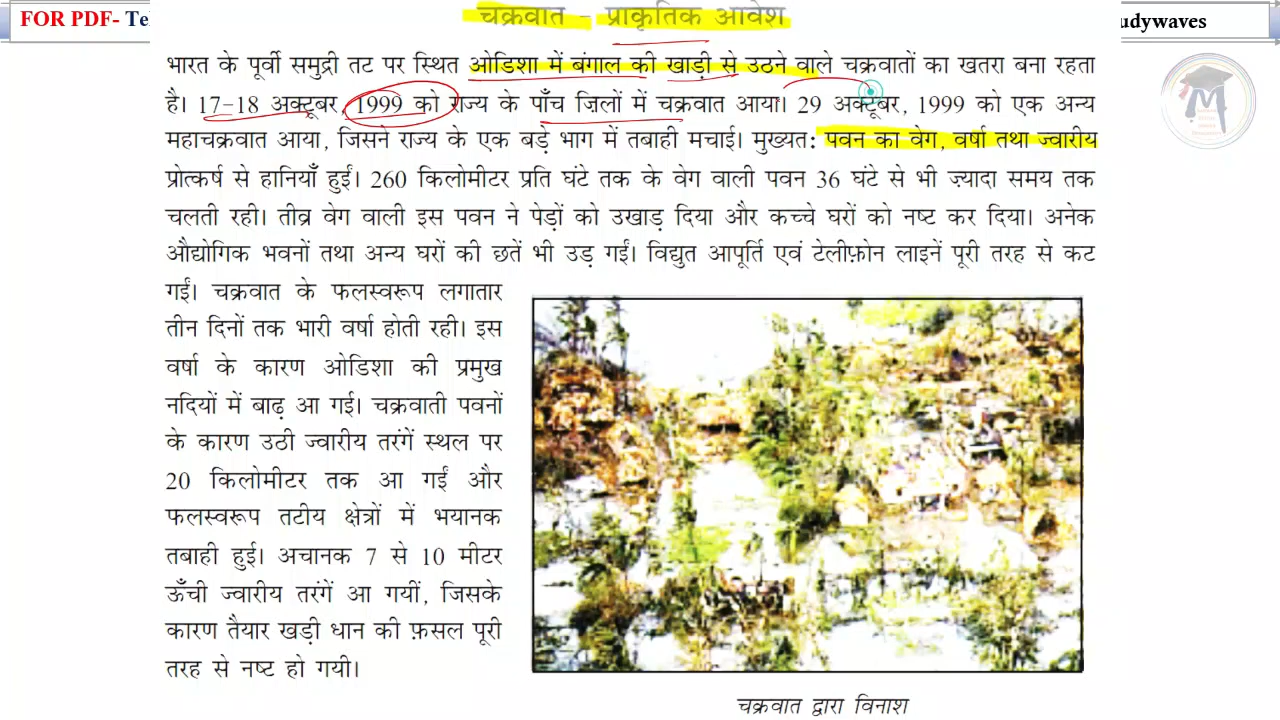 FOR PDF- Te
चक्रवात – प्राकृतिक आवेश
udywaves
भारत के पूर्वी समुद्री तट पर स्थित ओडिशा में बंगाल की खाड़ी से उठने वाले चक्रवातों का खतरा बना रहता
है। 17–18 अक्टूबर, 1999 को राज्य के पाँच ज़िलों में चक्रवात आया। 29 अक्टूबर, 1999 को एक अन्य
महाचक्रवात आया, जिसने राज्य के एक बड़े भाग में तबाही मचाई। मुख्यत: पवन का वेग, वर्षा तथा ज्वारीय
प्रोत्कर्ष से हानियाँ हुईं। 260 किलोमीटर प्रति घंटे तक के वेग वाली पवन 36 घंटे से भी ज़्यादा समय तक
चलती रही। तीव्र वेग वाली इस पवन ने पेड़ों को उखाड़ दिया और कच्चे घरों को नष्ट कर दिया। अनेक
औद्योगिक भवनों तथा अन्य घरों की छतें भी उड़ गईं। विद्युत आपूर्ति एवं टेलीफ़ोन लाइनें पूरी तरह से कट
गईं। चक्रवात के फलस्वरूप लगातार
तीन दिनों तक भारी वर्षा होती रही। इस
वर्षा के कारण ओडिशा की प्रमुख
नदियों में बाढ़ आ गई। चक्रवाती पवनों
के कारण उठी ज्वारीय तरंगें स्थल पर
20 किलोमीटर तक आ गईं और
फलस्वरूप तटीय क्षेत्रों में भयानक
तबाही हुई। अचानक 7 से 10 मीटर
ऊँची ज्वारीय तरंगें आ गयीं, जिसके
कारण तैयार खड़ी धान की फ़सल पूरी
तरह से नष्ट हो गयी।
चक्रवात द्वारा विनाश